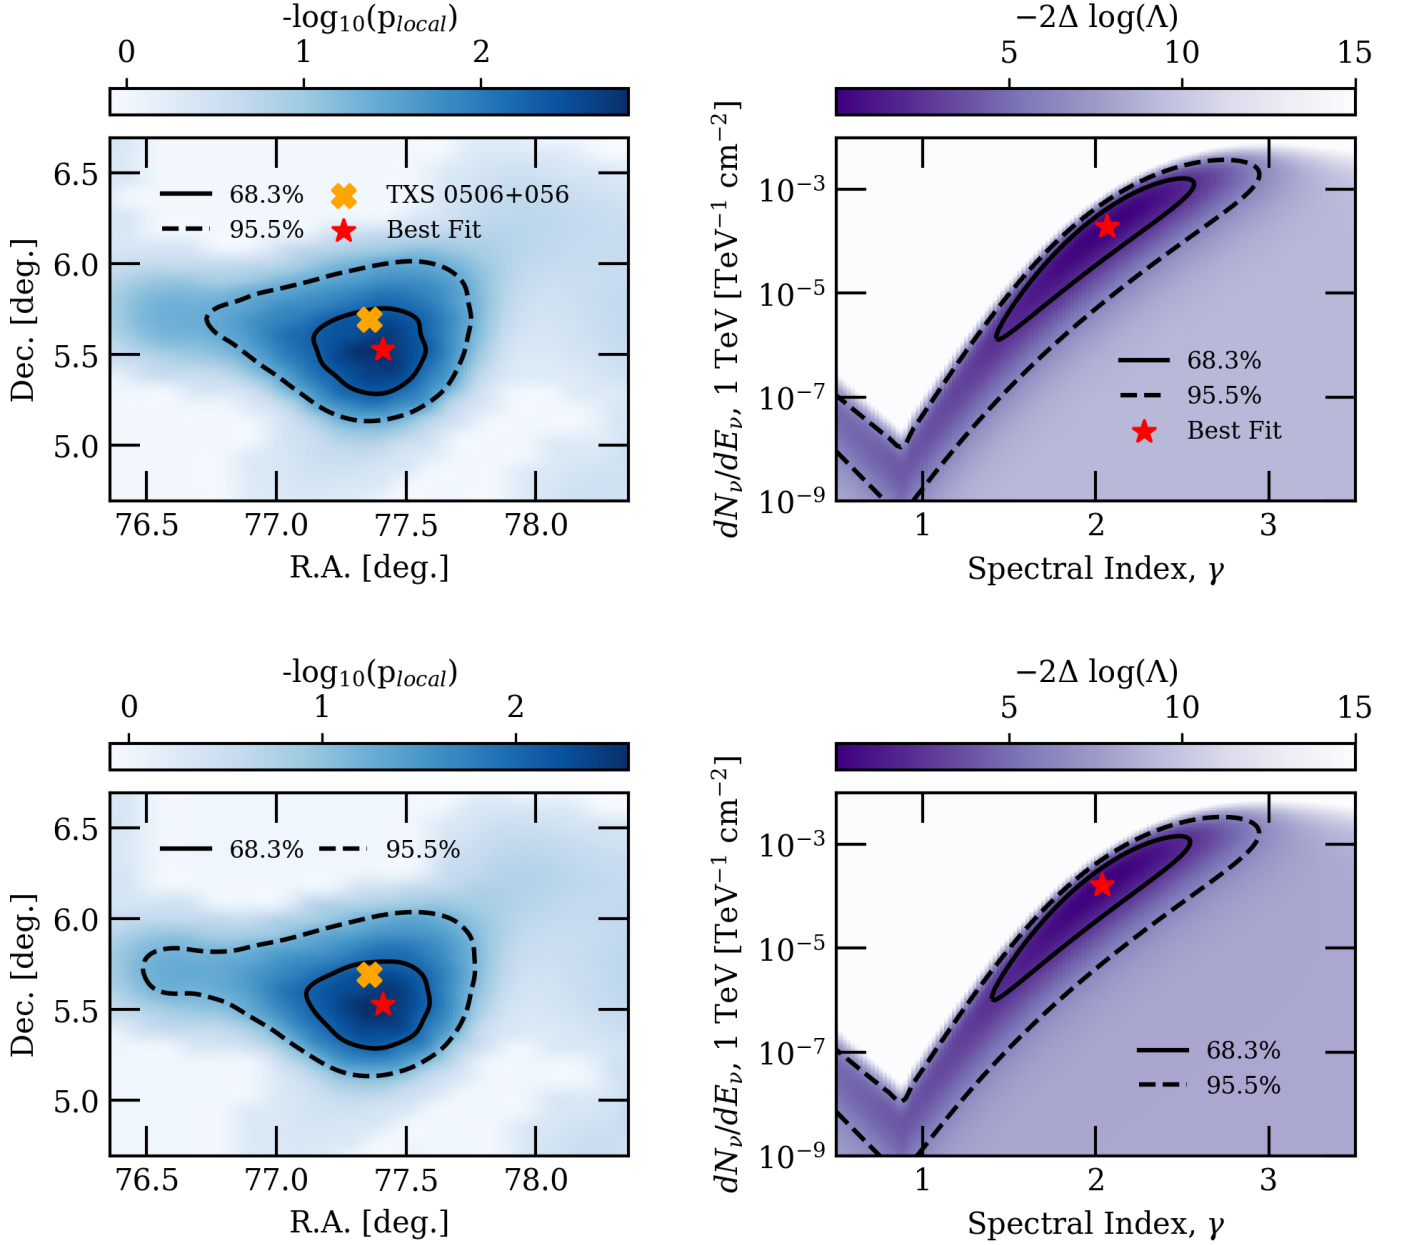 -log₁₀(p_local)
0 1 2
Dec. [deg.]
6.5
6.0
5.5
5.0
68.3% TXS 0506+056
95.5% Best Fit
76.5 77.0 77.5 78.0
R.A. [deg.]
−2Δ log(Λ)
5 10 15
dN_ν/dE_ν, 1 TeV [TeV⁻¹ cm⁻²]
10⁻³
10⁻⁵
10⁻⁷
10⁻⁹
68.3%
95.5%
Best Fit
1 2 3
Spectral Index, γ
-log₁₀(p_local)
0 1 2
Dec. [deg.]
6.5
6.0
5.5
5.0
68.3% 95.5%
76.5 77.0 77.5 78.0
R.A. [deg.]
−2Δ log(Λ)
5 10 15
dN_ν/dE_ν, 1 TeV [TeV⁻¹ cm⁻²]
10⁻³
10⁻⁵
10⁻⁷
10⁻⁹
68.3%
95.5%
1 2 3
Spectral Index, γ